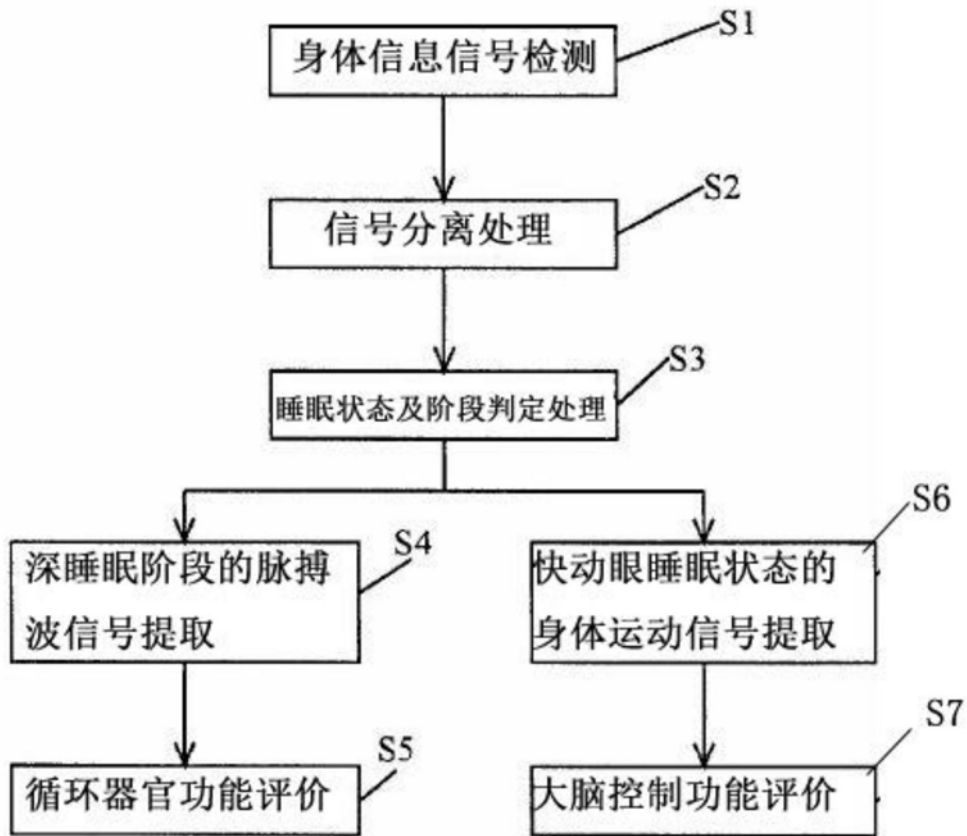 S1
身体信息信号检测
S2
信号分离处理
S3
睡眠状态及阶段判定处理
S4
深睡眠阶段的脉搏
波信号提取
S6
快动眼睡眠状态的
身体运动信号提取
S5
循环器官功能评价
S7
大脑控制功能评价